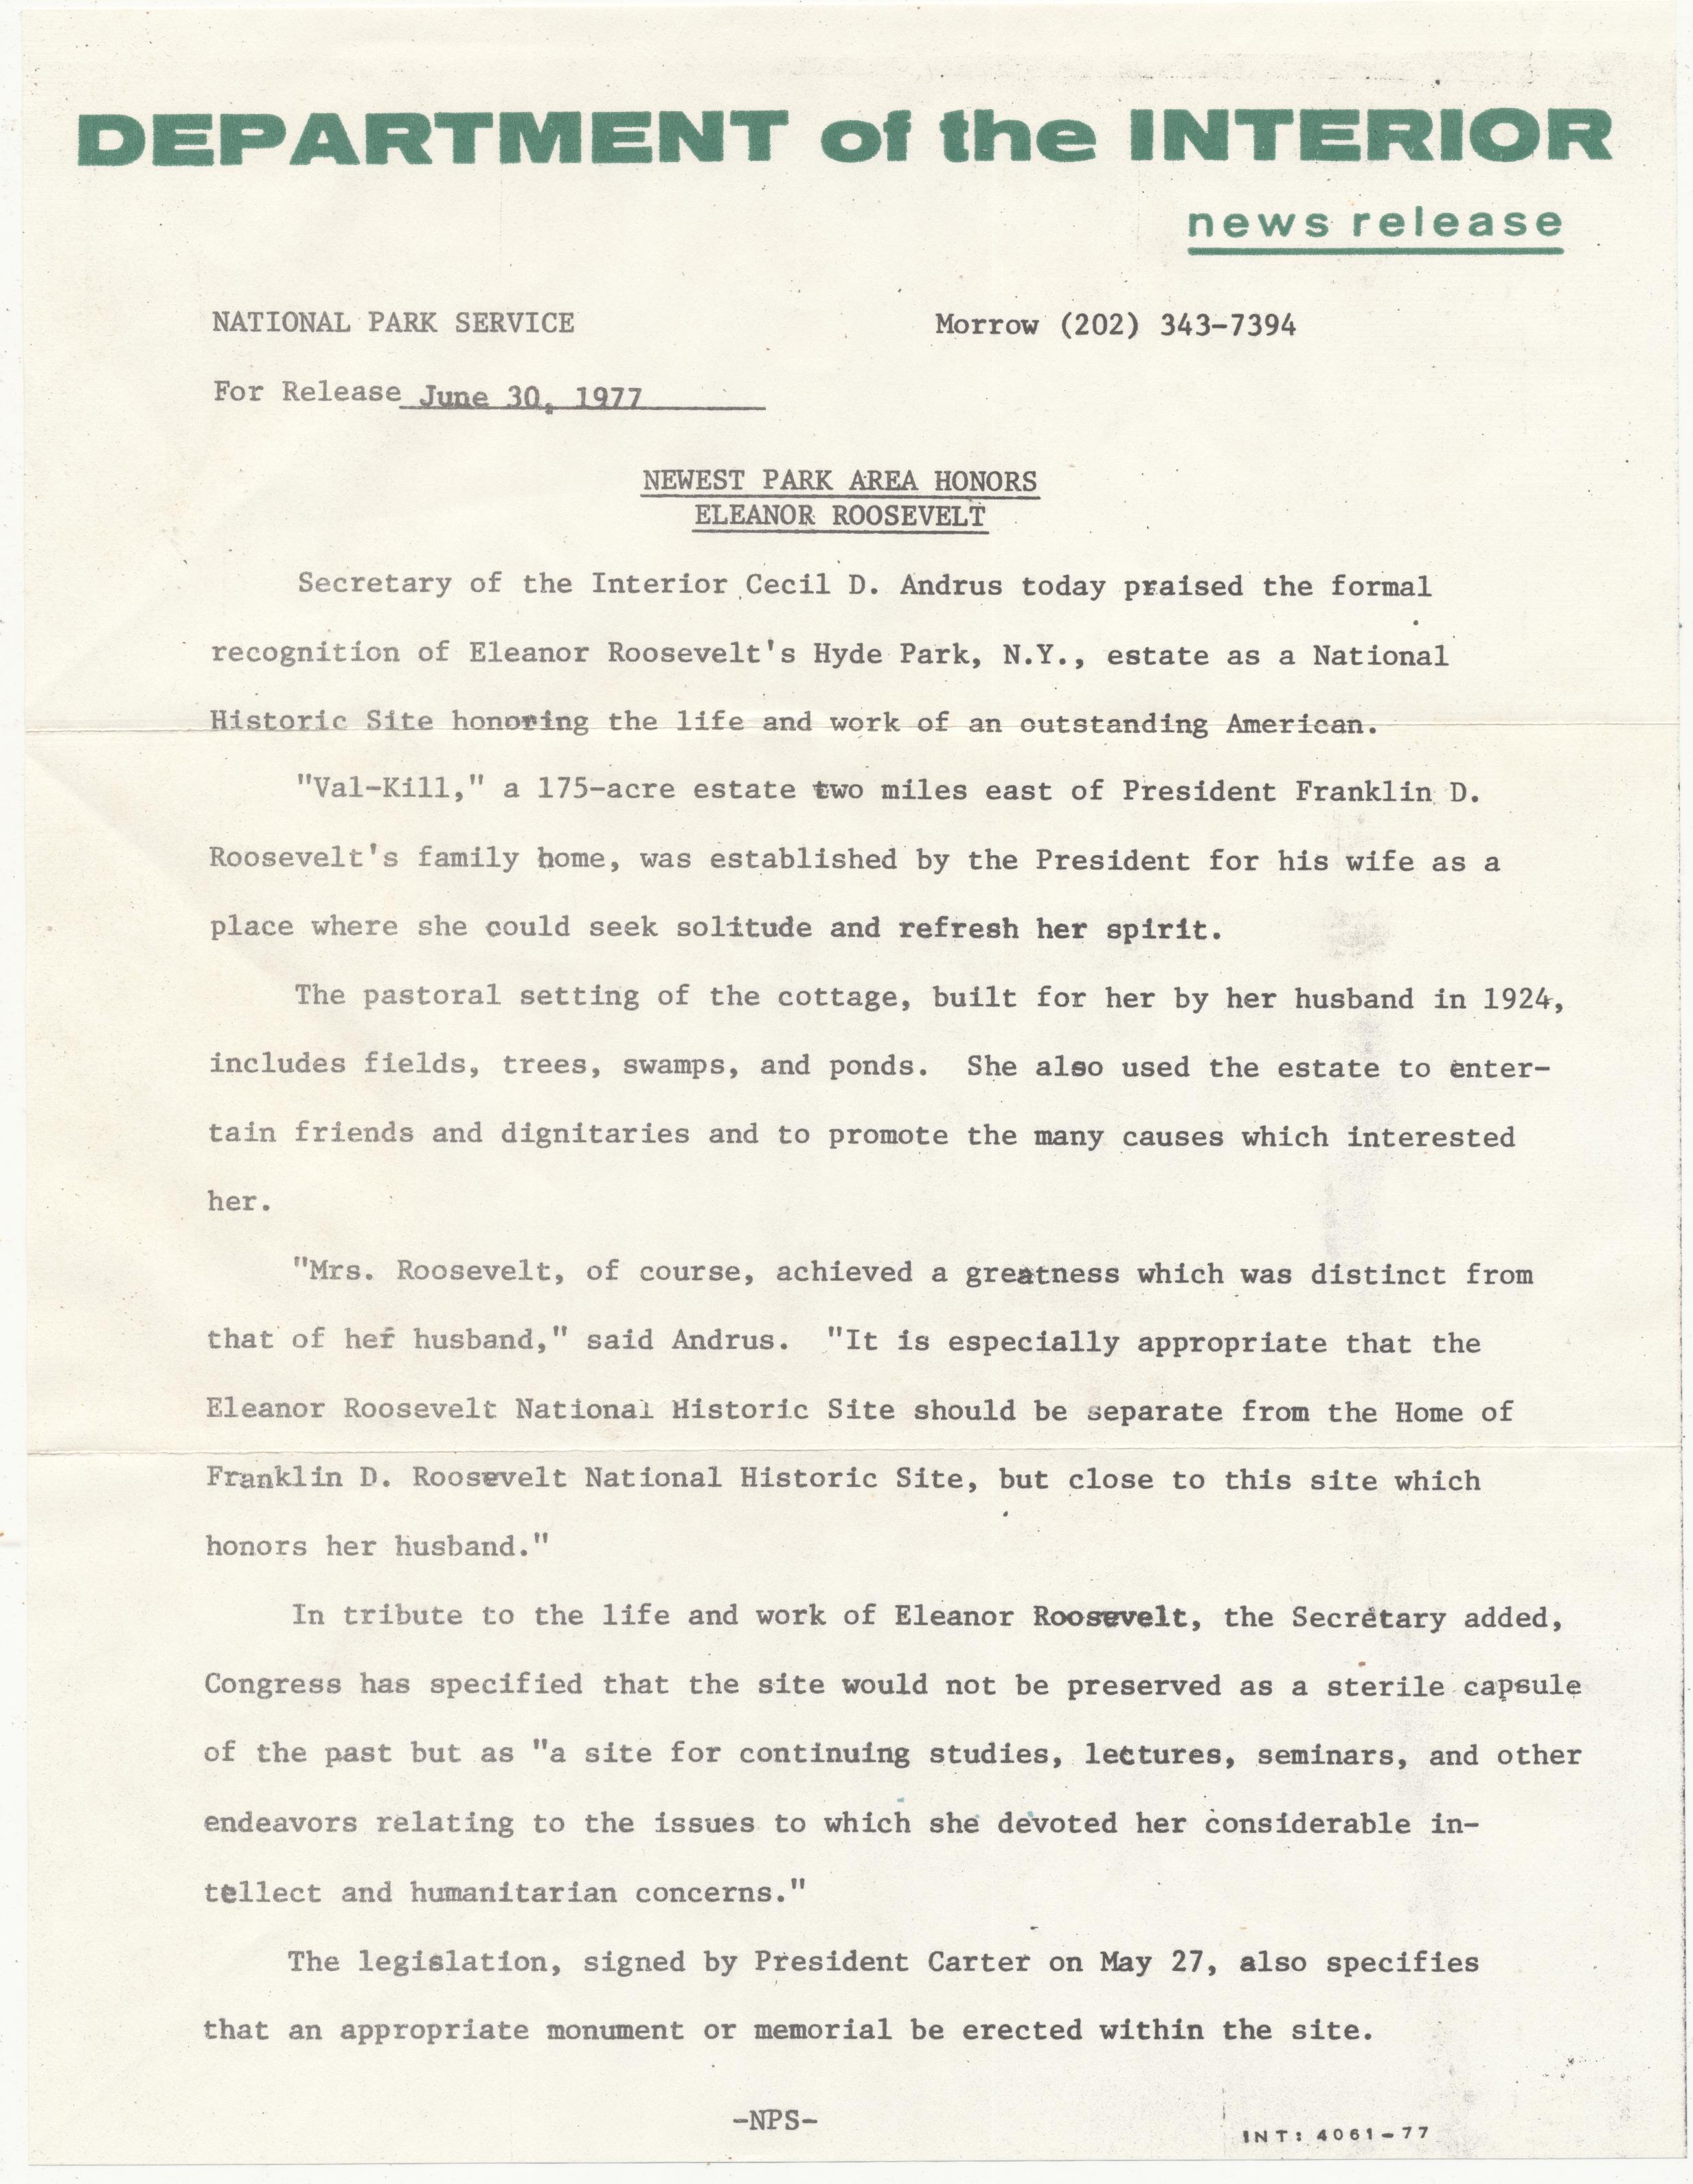 DEPARTMENT of the INTERIOR
news release
NATIONAL PARK SERVICE
Morrow (202) 343-7394
For Release June 30, 1977
NEWEST PARK AREA HONORS
ELEANOR ROOSEVELT
Secretary of the Interior Cecil D. Andrus today praised the formal
recognition of Eleanor Roosevelt's Hyde Park, N.Y., estate as a National
Historic Site honoring the life and work of an outstanding American.
"Val-Kill," a 175-acre estate two miles east of President Franklin D.
Roosevelt's family home, was established by the President for his wife as a
place where she could seek solitude and refresh her spirit.
The pastoral setting of the cottage, built for her by her husband in 1924,
includes fields, trees, swamps, and ponds.  She also used the estate to enter-
tain friends and dignitaries and to promote the many causes which interested
her.
"Mrs. Roosevelt, of course, achieved a greatness which was distinct from
that of her husband," said Andrus.  "It is especially appropriate that the
Eleanor Roosevelt National Historic Site should be separate from the Home of
Franklin D. Roosevelt National Historic Site, but close to this site which
honors her husband."
In tribute to the life and work of Eleanor Roosevelt, the Secretary added,
Congress has specified that the site would not be preserved as a sterile capsule
of the past but as "a site for continuing studies, lectures, seminars, and other
endeavors relating to the issues to which she devoted her considerable in-
tellect and humanitarian concerns."
The legislation, signed by President Carter on May 27, also specifies
that an appropriate monument or memorial be erected within the site.
-NPS-
INT: 4061-77